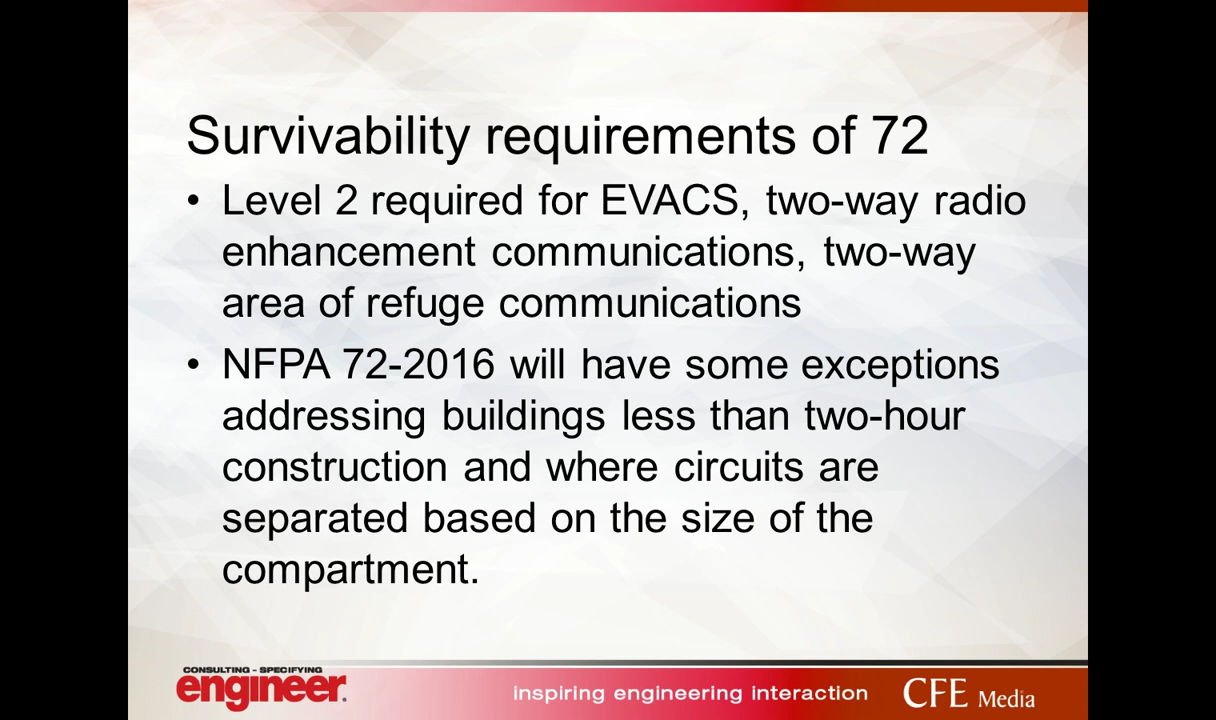 Survivability requirements of 72
• Level 2 required for EVACS, two-way radio
enhancement communications, two-way
area of refuge communications
• NFPA 72-2016 will have some exceptions
addressing buildings less than two-hour
construction and where circuits are
separated based on the size of the
compartment.
CONSULTING - SPECIFYING
engineer.
inspiring engineering interaction
CFE Media